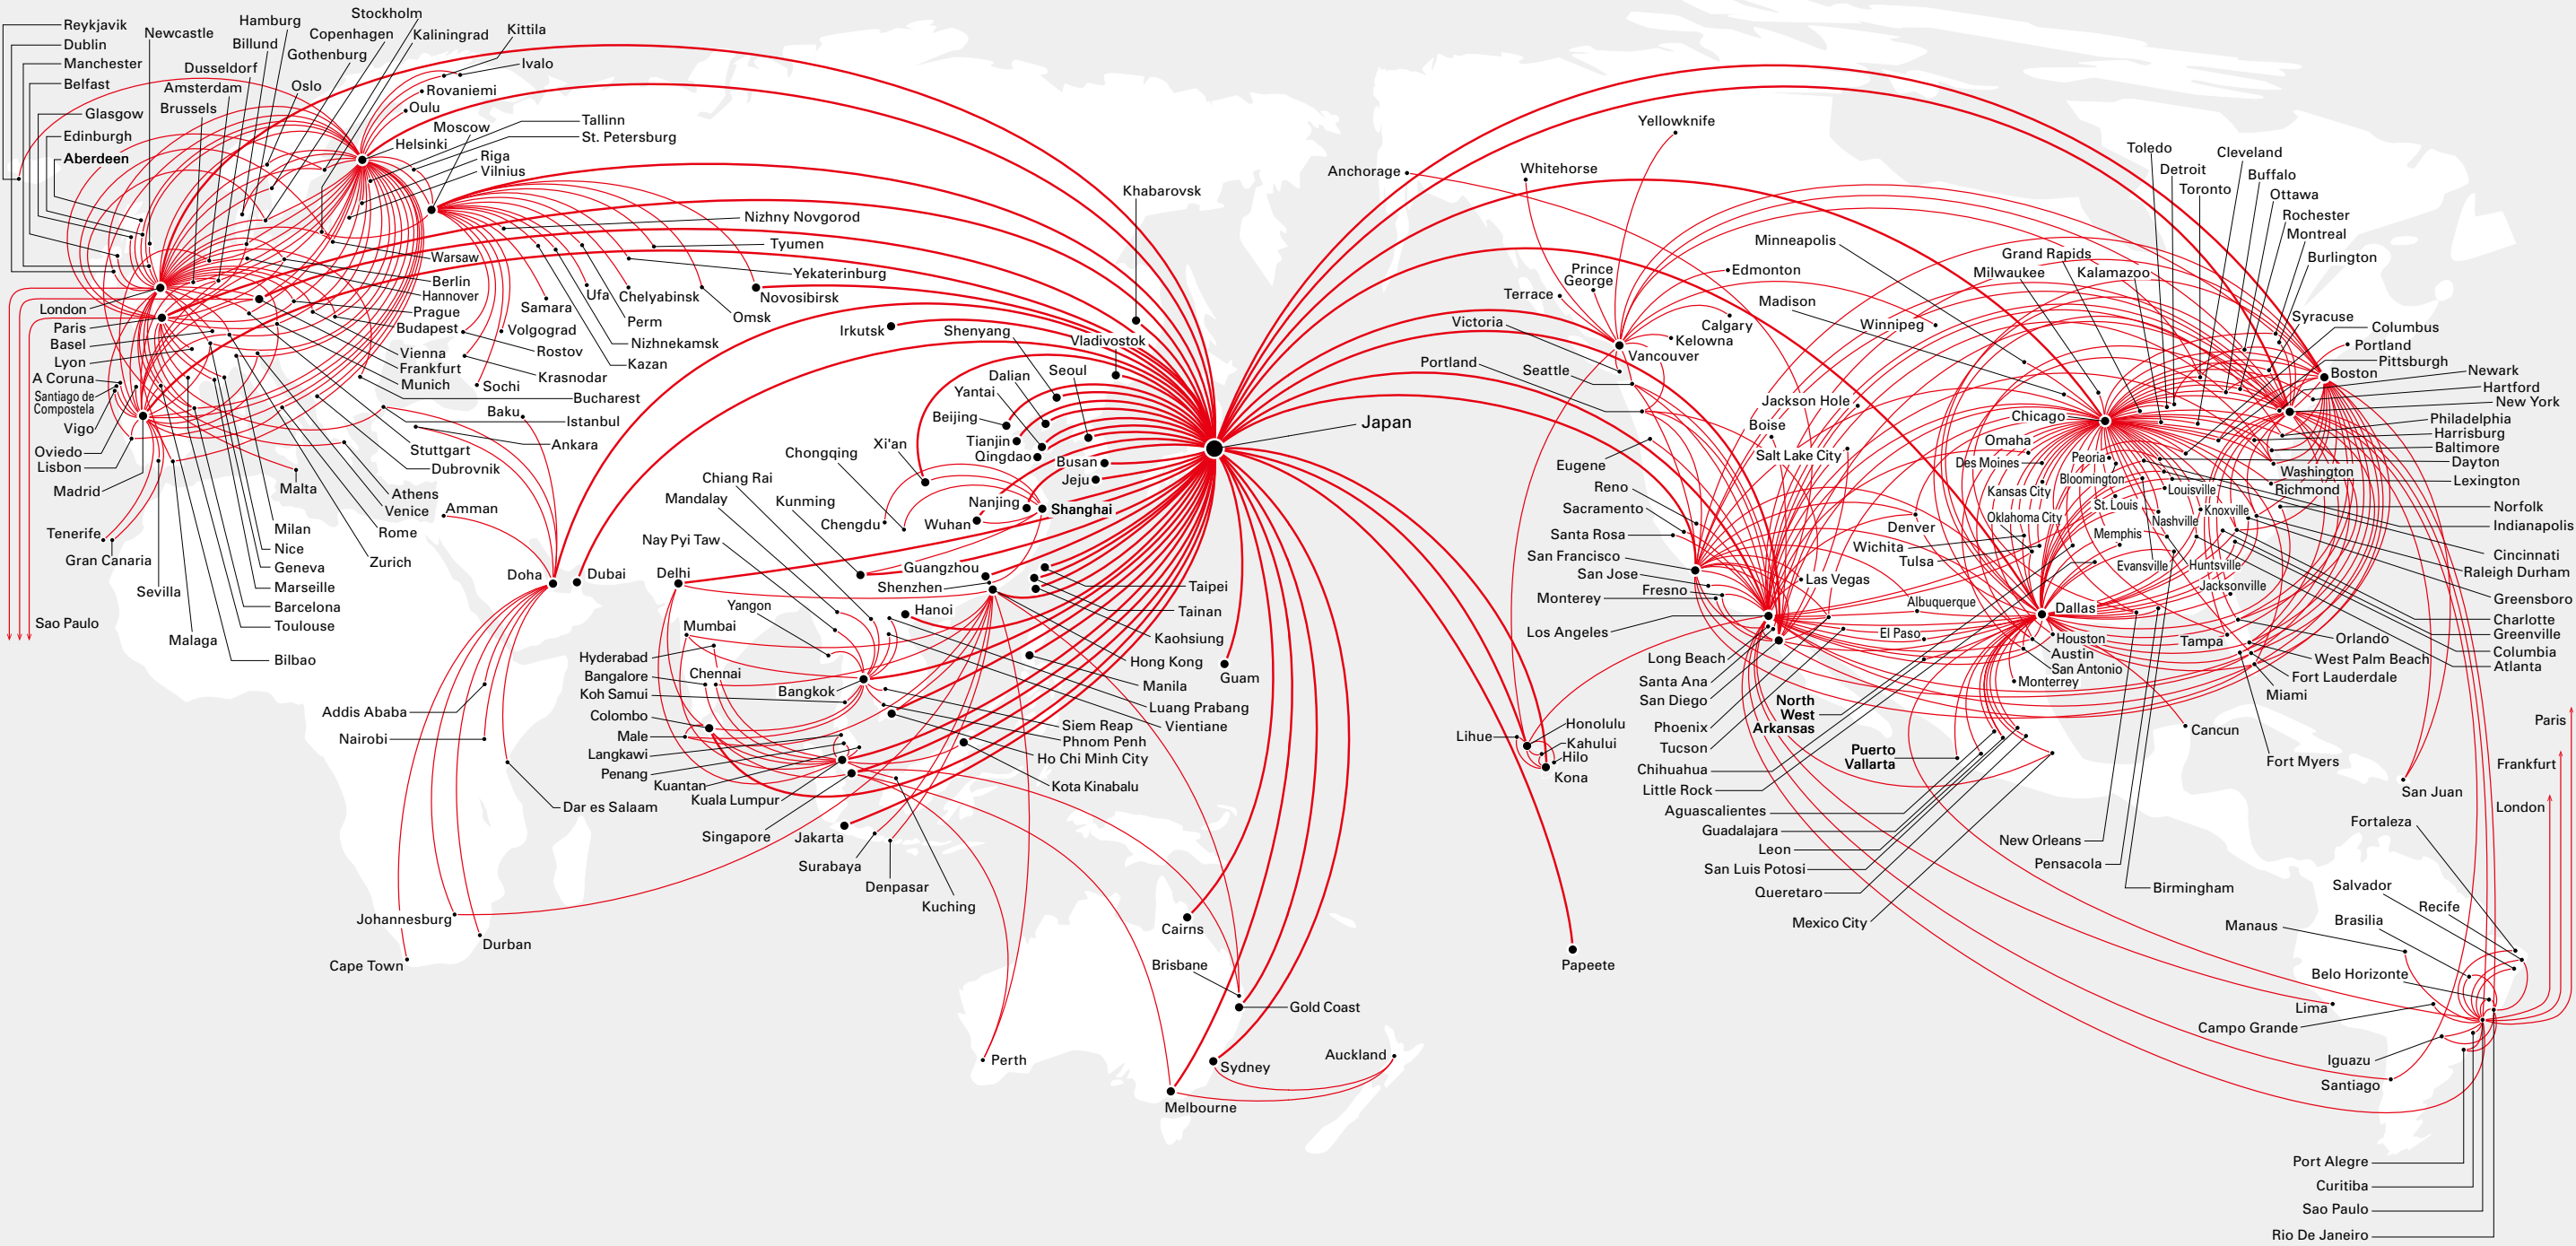 Reykjavik
Dublin
Manchester
Belfast
Glasgow
Edinburgh
Aberdeen
Newcastle
Hamburg
Billund
Dusseldorf
Amsterdam
Brussels
Stockholm
Copenhagen
Gothenburg
Oslo
Kaliningrad
Kittila
Ivalo
Rovaniemi
Oulu
Moscow
Helsinki
Tallinn
St. Petersburg
Riga
Vilnius
Nizhny Novgorod
Tyumen
Yekaterinburg
Novosibirsk
Warsaw
Berlin
Hannover
Prague
Budapest
Samara
Ufa
Chelyabinsk
Perm
Omsk
Volgograd
Rostov
Nizhnekamsk
Kazan
Krasnodar
Sochi
Bucharest
Vienna
Frankfurt
Munich
Baku
Istanbul
Ankara
Stuttgart
Dubrovnik
London
Paris
Basel
Lyon
A Coruna
Santiago de
Compostela
Vigo
Oviedo
Lisbon
Madrid
Tenerife
Gran Canaria
Sao Paulo
Sevilla
Malaga
Bilbao
Toulouse
Barcelona
Marseille
Geneva
Nice
Milan
Malta
Zurich
Rome
Venice
Athens
Amman
Doha
Dubai
Addis Ababa
Nairobi
Dar es Salaam
Johannesburg
Durban
Cape Town
Khabarovsk
Irkutsk
Shenyang
Vladivostok
Dalian
Seoul
Yantai
Beijing
Tianjin
Qingdao
Busan
Jeju
Xi'an
Chongqing
Chengdu
Nanjing
Wuhan
Shanghai
Chiang Rai
Mandalay
Kunming
Nay Pyi Taw
Delhi
Guangzhou
Shenzhen
Hanoi
Yangon
Mumbai
Hyderabad
Bangalore
Chennai
Koh Samui
Bangkok
Colombo
Male
Langkawi
Penang
Kuantan
Kuala Lumpur
Singapore
Jakarta
Surabaya
Denpasar
Kuching
Taipei
Tainan
Kaohsiung
Hong Kong
Manila
Luang Prabang
Vientiane
Siem Reap
Phnom Penh
Ho Chi Minh City
Kota Kinabalu
Guam
Japan
Cairns
Brisbane
Gold Coast
Perth
Sydney
Melbourne
Auckland
Papeete
Anchorage
Whitehorse
Yellowknife
Prince
George
Terrace
Edmonton
Victoria
Calgary
Kelowna
Vancouver
Portland
Seattle
Minneapolis
Madison
Winnipeg
Grand Rapids
Milwaukee
Kalamazoo
Toledo
Detroit
Toronto
Cleveland
Buffalo
Ottawa
Rochester
Montreal
Burlington
Syracuse
Columbus
Portland
Pittsburgh
Boston
Newark
Hartford
New York
Philadelphia
Harrisburg
Baltimore
Dayton
Washington
Lexington
Richmond
Norfolk
Indianapolis
Cincinnati
Raleigh Durham
Greensboro
Charlotte
Greenville
Columbia
Atlanta
Jackson Hole
Boise
Salt Lake City
Chicago
Omaha
Des Moines
Peoria
Bloomington
Kansas City
Louisville
St. Louis
Oklahoma City
Nashville
Knoxville
Memphis
Evansville
Huntsville
Jacksonville
Denver
Wichita
Tulsa
Eugene
Reno
Sacramento
Santa Rosa
San Francisco
San Jose
Fresno
Monterey
Los Angeles
Las Vegas
Albuquerque
Dallas
El Paso
Houston
Austin
San Antonio
Monterrey
Tampa
Orlando
West Palm Beach
Fort Lauderdale
Miami
Fort Myers
Cancun
San Juan
Long Beach
Santa Ana
San Diego
Phoenix
Tucson
North
West
Arkansas
Puerto
Vallarta
Chihuahua
Little Rock
Aguascalientes
Guadalajara
Leon
San Luis Potosi
Queretaro
Mexico City
New Orleans
Pensacola
Birmingham
Lihue
Honolulu
Kahului
Hilo
Kona
Paris
Frankfurt
London
Fortaleza
Salvador
Recife
Brasilia
Manaus
Belo Horizonte
Lima
Campo Grande
Iguazu
Santiago
Port Alegre
Curitiba
Sao Paulo
Rio De Janeiro